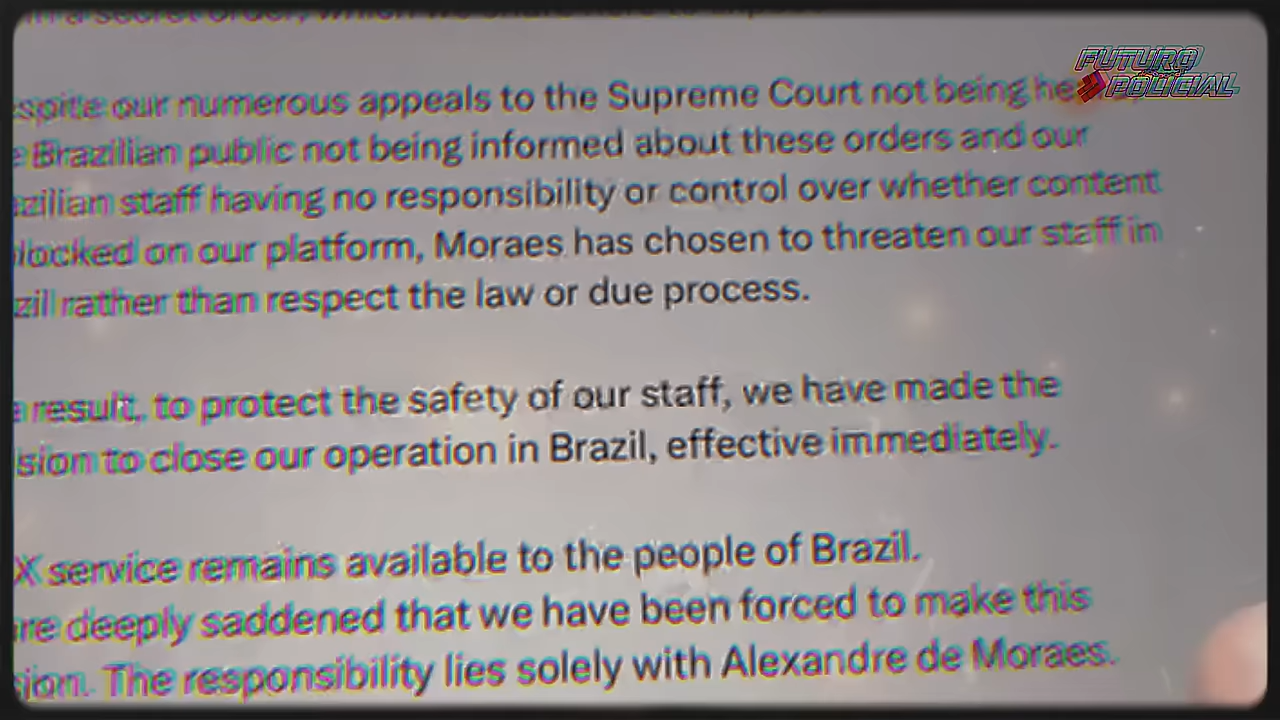 spite our numerous appeals to the Supreme Court not being
Brazilian public not being informed about these orders and our
zilian staff having no responsibility or control over whether content
locked on our platform, Moraes has chosen to threaten our staff in
zil rather than respect the law or due process.
result, to protect the safety of our staff, we have made the
sion to close our operation in Brazil, effective immediately.
X service remains available to the people of Brazil.
re deeply saddened that we have been forced to make this
ion. The responsibility lies solely with Alexandre de Moraes.
FUTURO
POLICIAL